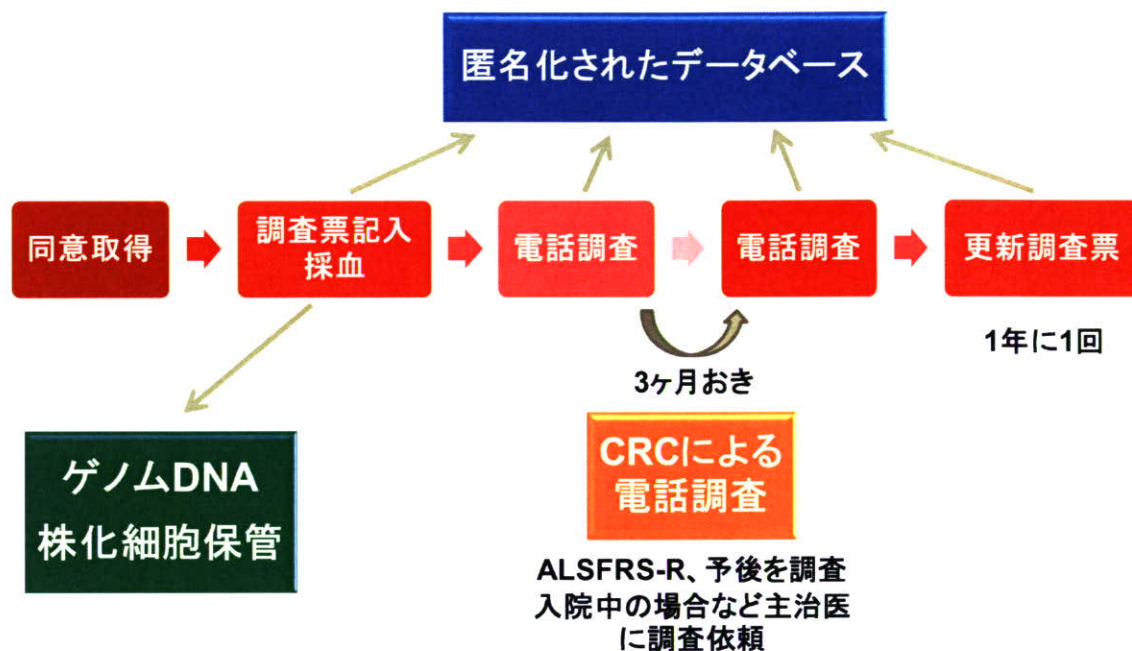 匿名化されたデータベース
同意取得
調査票記入
採血
電話調査
電話調査
更新調査票
1年に1回
3ヶ月おき
ゲノムDNA
株化細胞保管
CRCによる
電話調査
ALSFRS-R、予後を調査
入院中の場合など主治医
に調査依頼